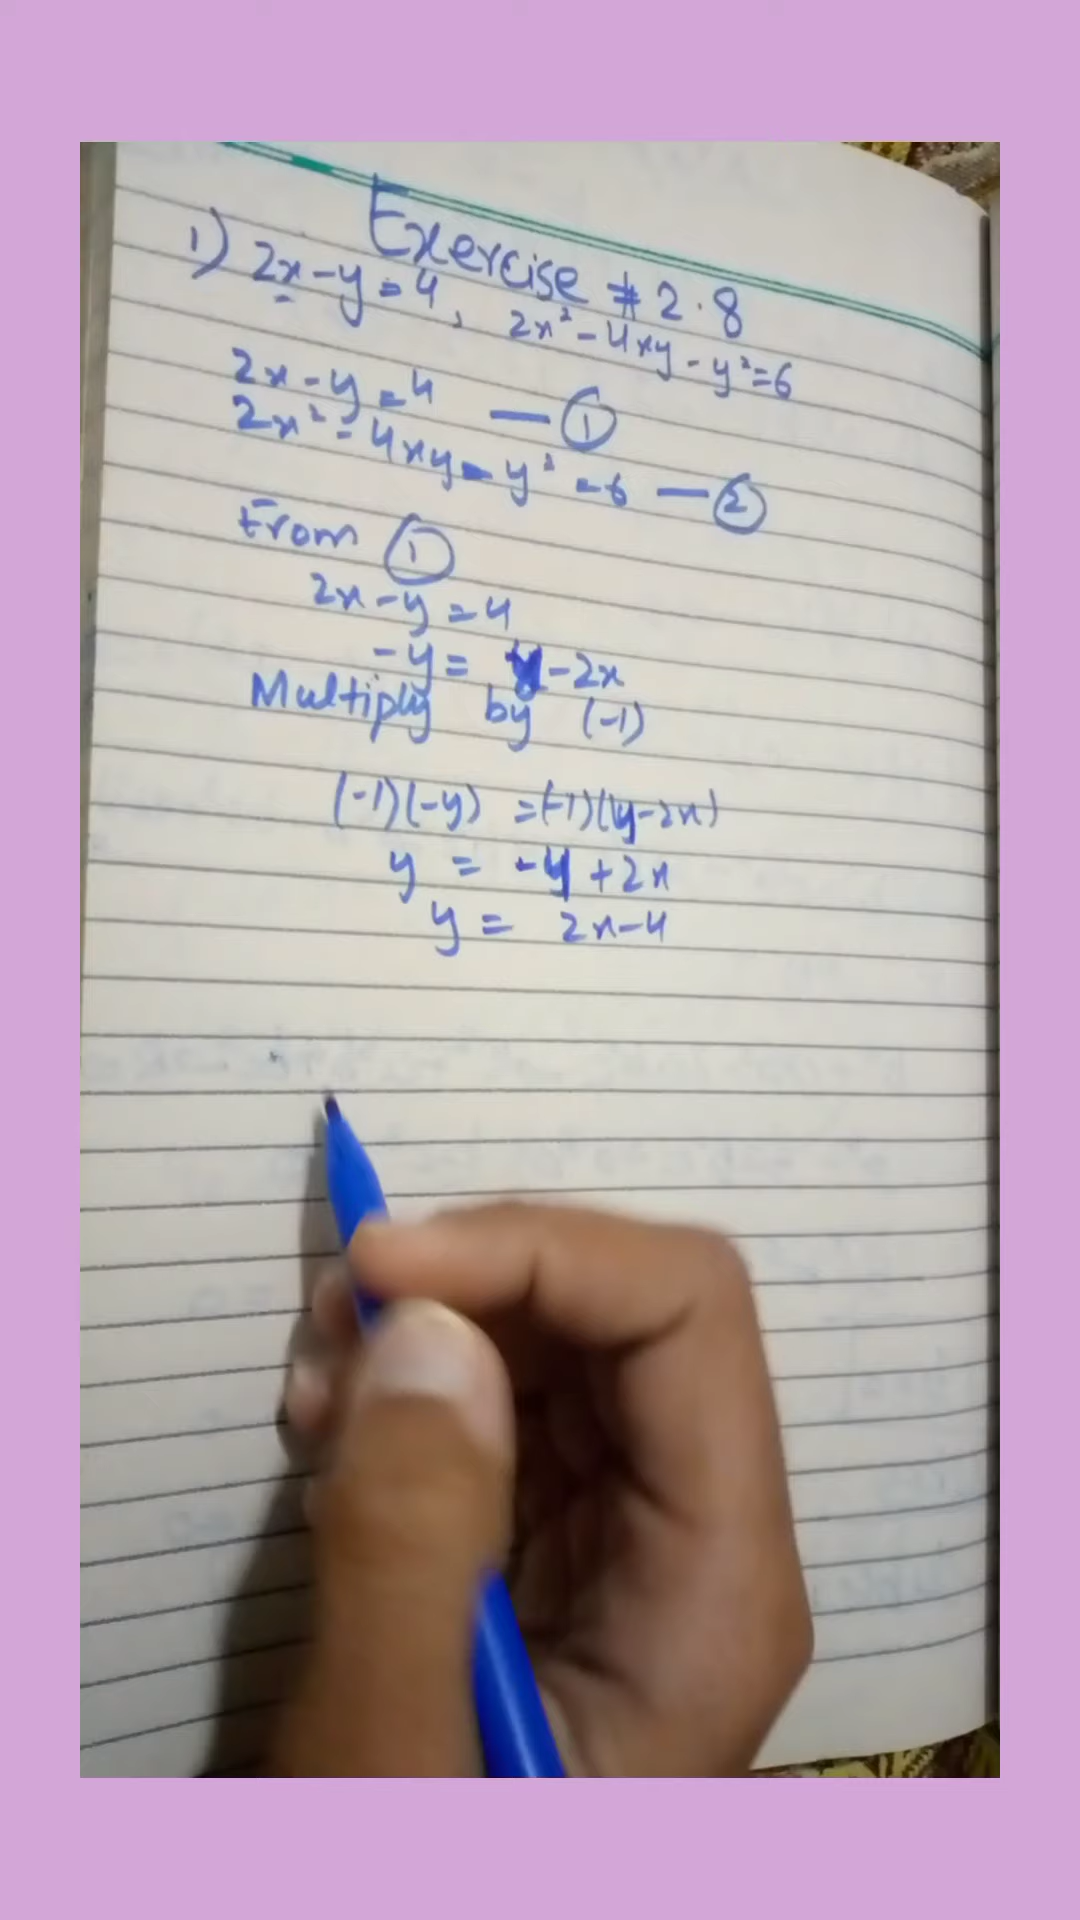 Exercise # 2.8
1) 2x-y=4, 2x²-4xy-y²=6
2x-y=4 — ①
2x²-4xy-y²=6 — ②
From ①
2x-y=4
-y= 4-2x
Multiply by (-1)
(-1)(-y) =(-1)(4-2x)
y = -4+2x
y = 2x-4